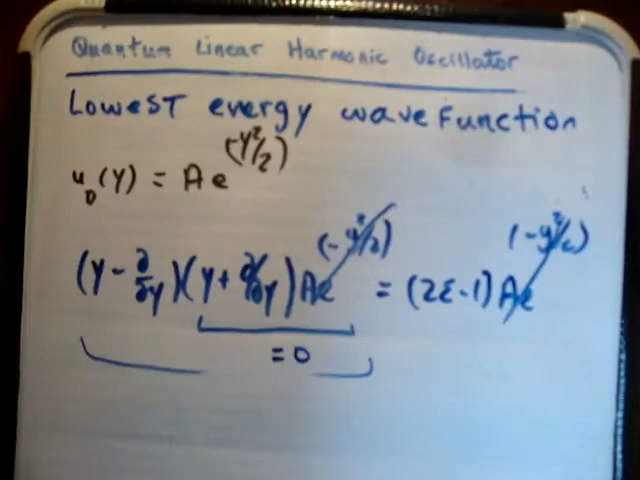 Quantum Linear Harmonic Oscillator
Lowest energy wave Function
u₀(y) = Ae^(y²/2)
(y - ∂/∂y)(y + ∂/∂y)Ae^(-y²/2) = (2ε-1)Ae^(-y²/2)
= 0